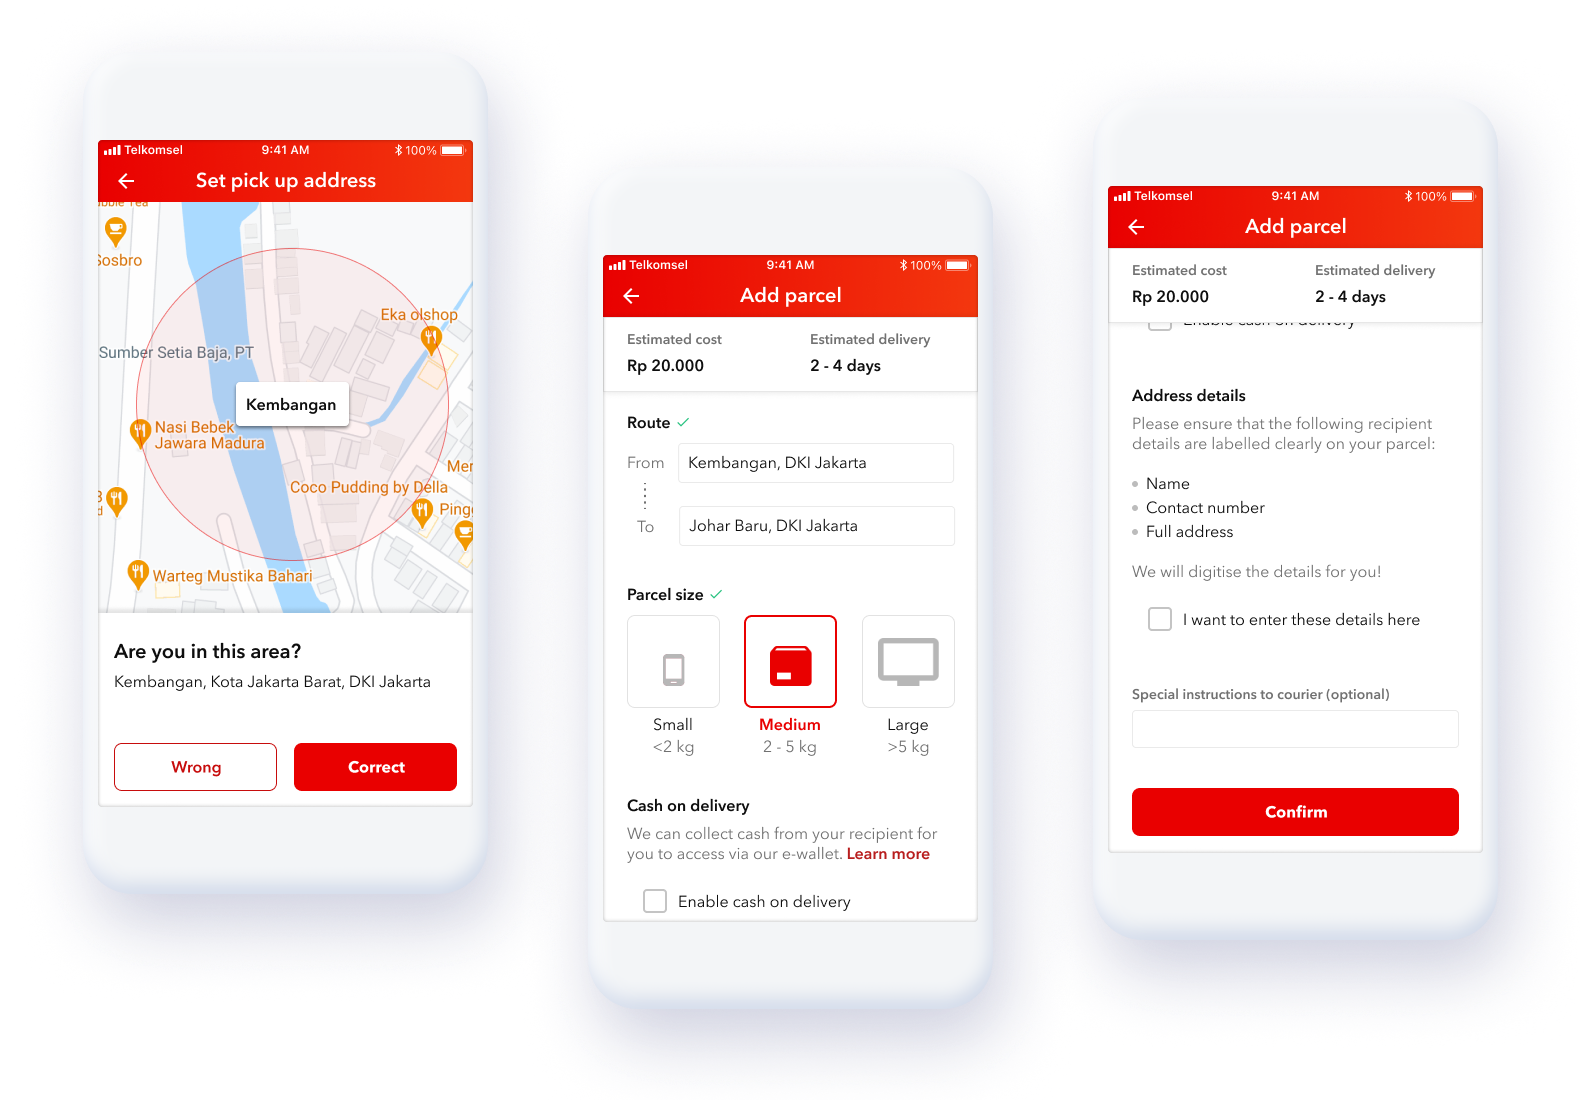 Telkomsel 9:41 AM 100%
Set pick up address
Sosbro
Eka olshop
Sumber Setia Baja, PT
Kembangan
Nasi Bebek
Jawara Madura
Mer
Coco Pudding by Della
Ping
Warteg Mustika Bahari
Are you in this area?
Kembangan, Kota Jakarta Barat, DKI Jakarta
Wrong
Correct
Telkomsel 9:41 AM 100%
Add parcel
Estimated cost
Estimated delivery
Rp 20.000
2 - 4 days
Route
From
Kembangan, DKI Jakarta
To
Johar Baru, DKI Jakarta
Parcel size
Small
Medium
Large
<2 kg
2 - 5 kg
>5 kg
Cash on delivery
We can collect cash from your recipient for
you to access via our e-wallet. Learn more
Enable cash on delivery
Telkomsel 9:41 AM 100%
Add parcel
Estimated cost
Estimated delivery
Rp 20.000
2 - 4 days
Enable cash on delivery
Address details
Please ensure that the following recipient
details are labelled clearly on your parcel:
Name
Contact number
Full address
We will digitise the details for you!
I want to enter these details here
Special instructions to courier (optional)
Confirm